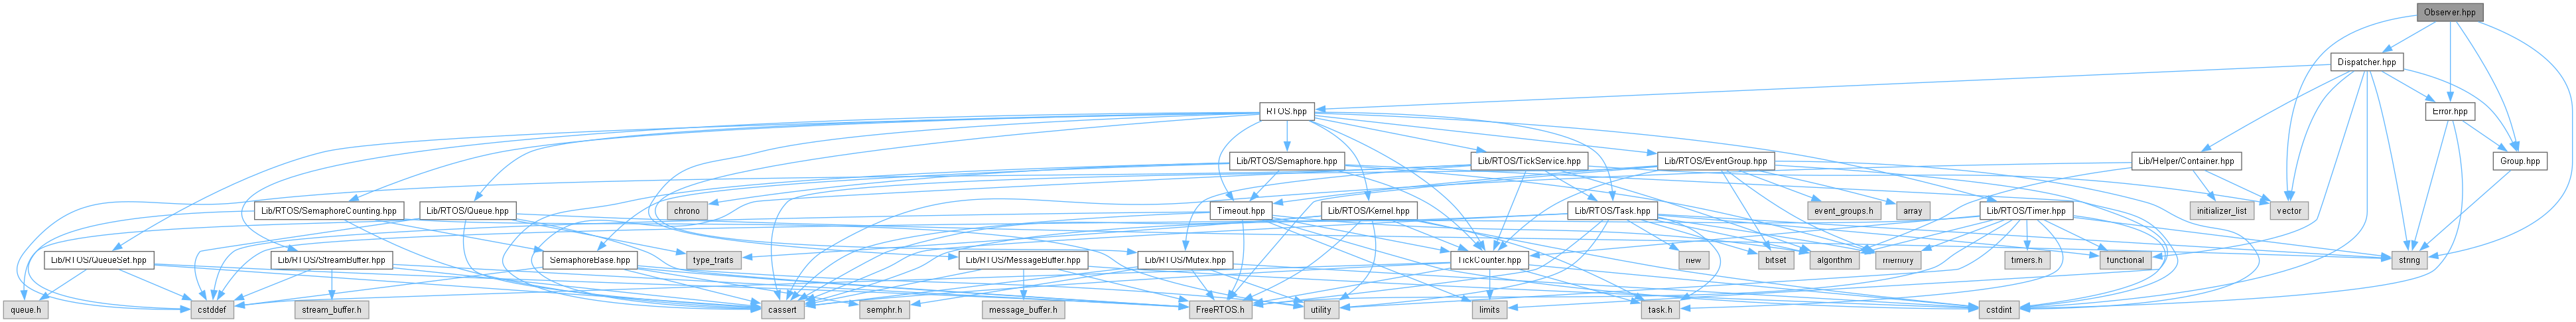 Observer.hpp
Dispatcher.hpp
RTOS.hpp
Error.hpp
Lib/RTOS/Semaphore.hpp
Lib/RTOS/TickService.hpp
Lib/RTOS/EventGroup.hpp
Lib/Helper/Container.hpp
Group.hpp
Lib/RTOS/SemaphoreCounting.hpp
Lib/RTOS/Queue.hpp
chrono
Timeout.hpp
Lib/RTOS/Kernel.hpp
Lib/RTOS/Task.hpp
event_groups.h
array
Lib/RTOS/Timer.hpp
initializer_list
vector
Lib/RTOS/QueueSet.hpp
Lib/RTOS/StreamBuffer.hpp
SemaphoreBase.hpp
type_traits
Lib/RTOS/MessageBuffer.hpp
Lib/RTOS/Mutex.hpp
TickCounter.hpp
new
bitset
algorithm
memory
timers.h
functional
string
queue.h
cstddef
stream_buffer.h
cassert
semphr.h
message_buffer.h
FreeRTOS.h
utility
limits
task.h
cstdint